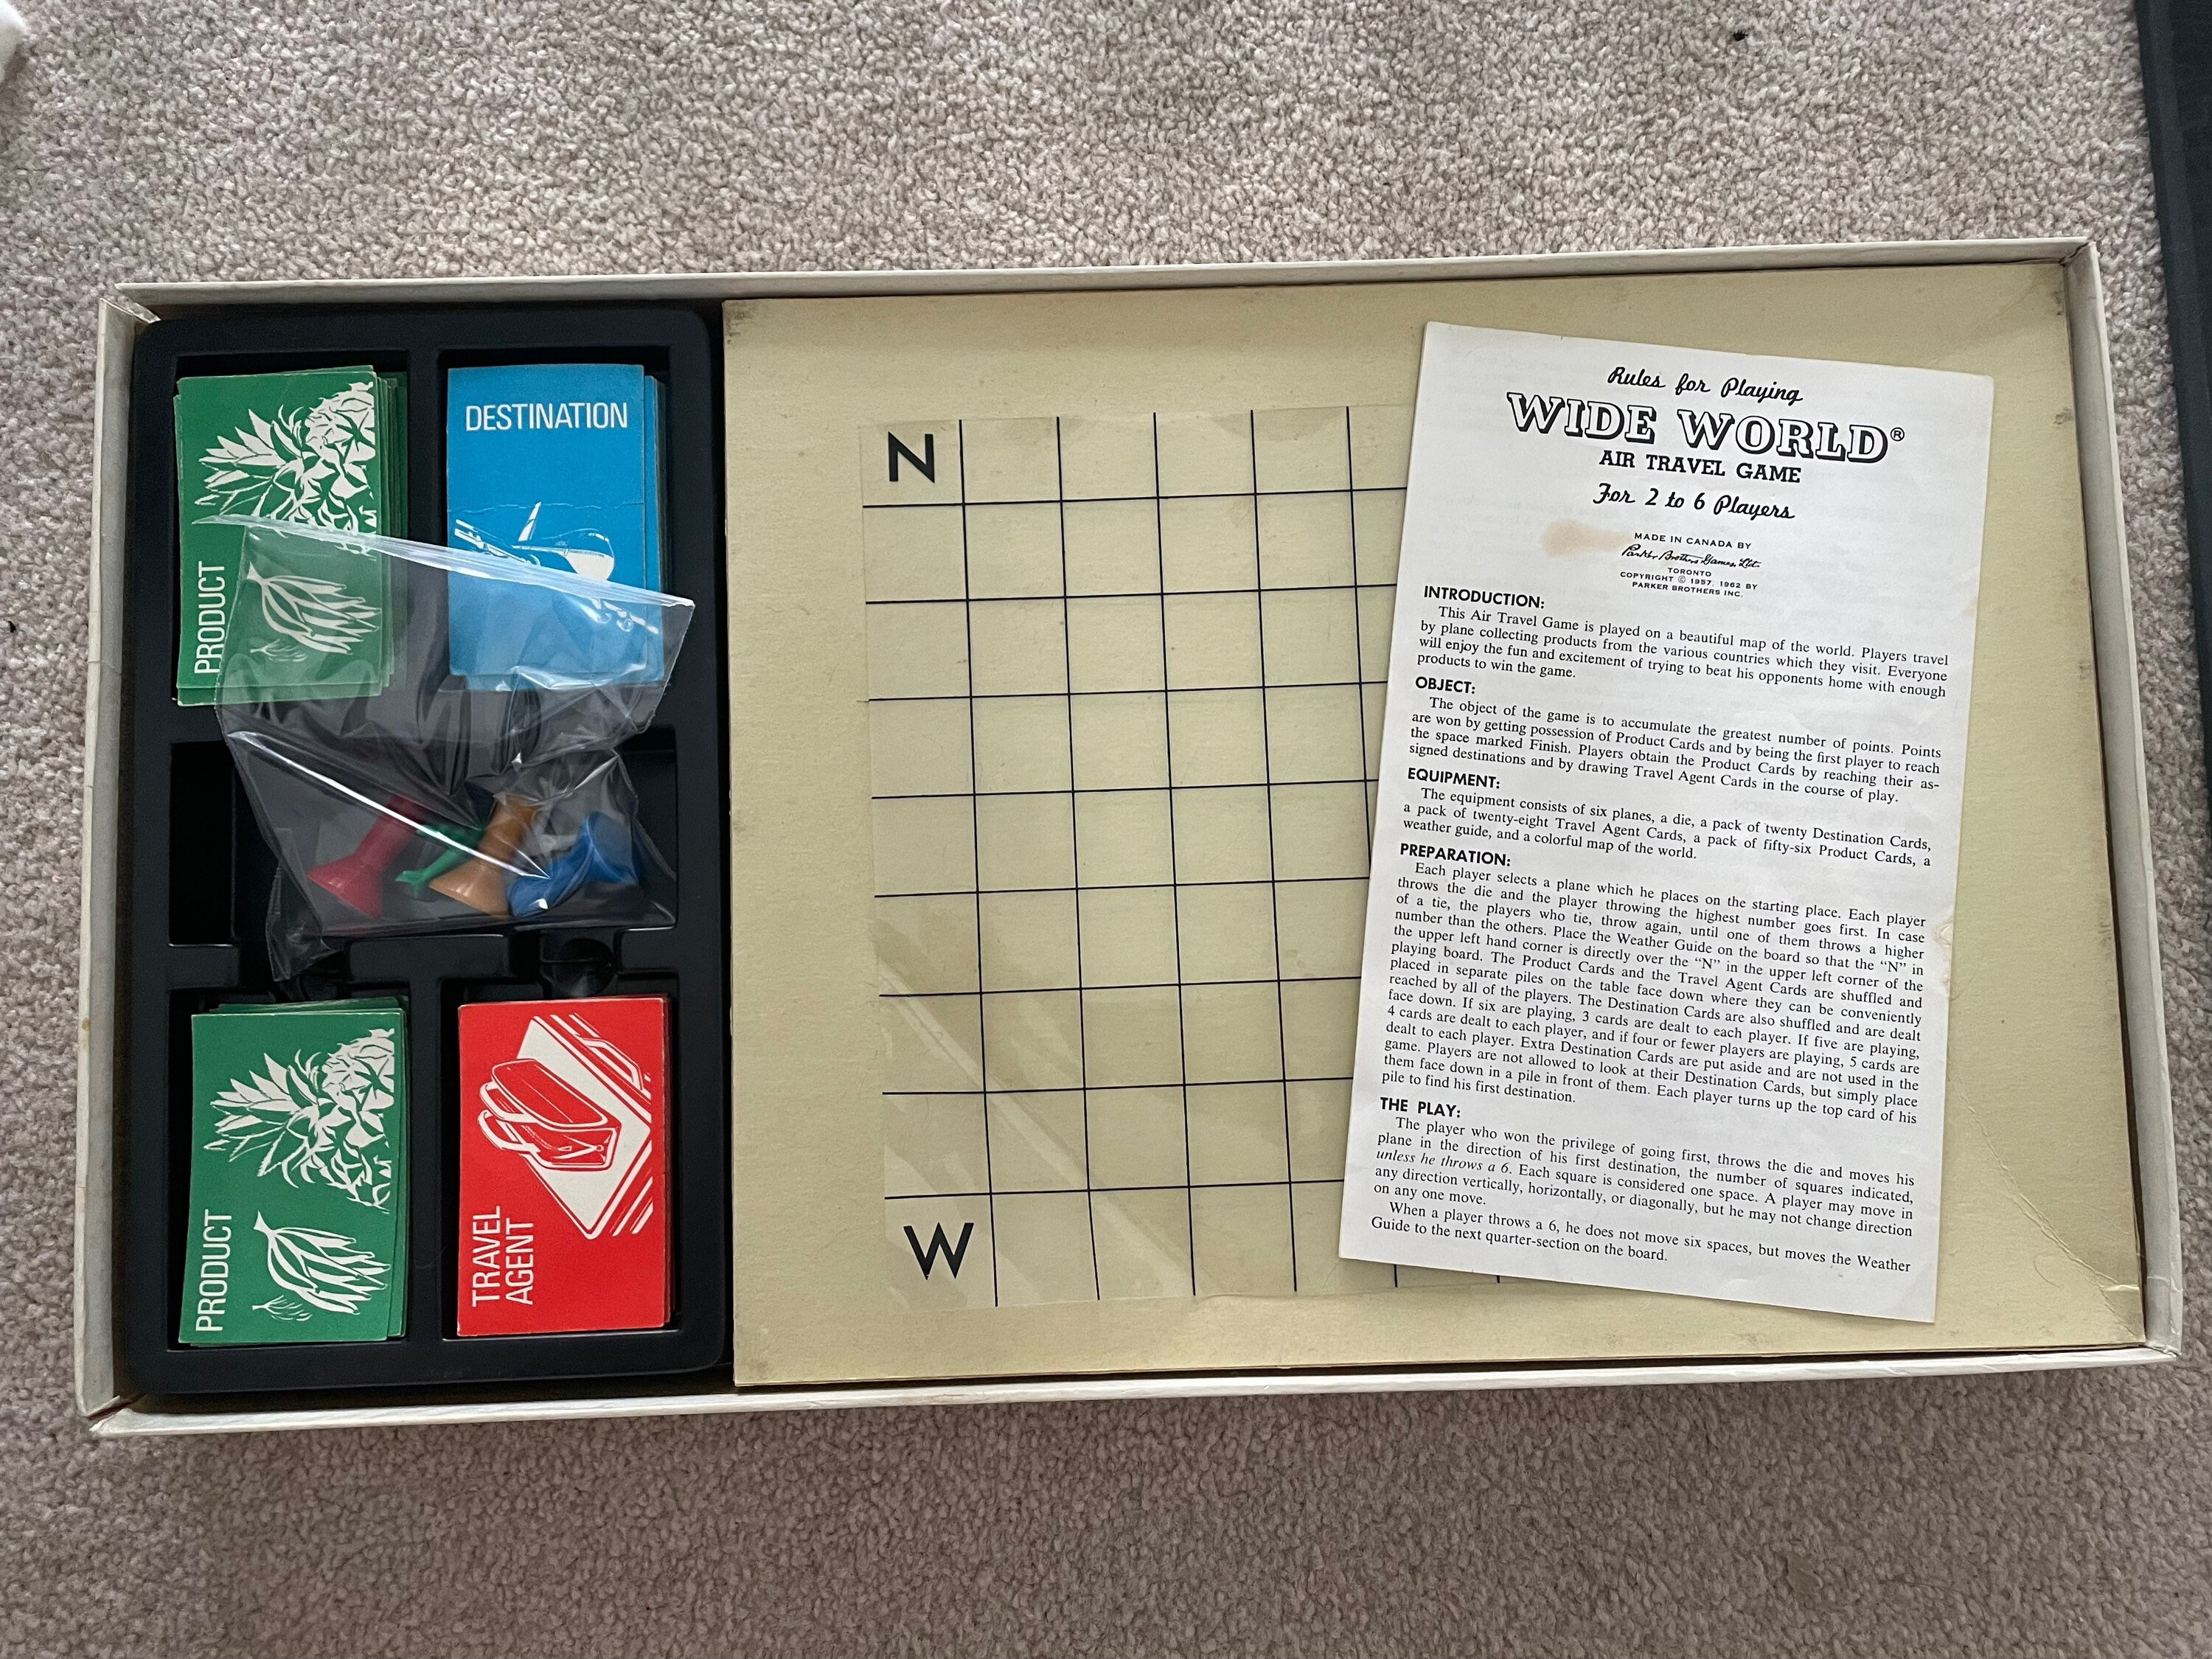 PRODUCT
DESTINATION
PRODUCT
TRAVEL
AGENT
N
W
Rules for Playing
WIDE WORLD®
AIR TRAVEL GAME
For 2 to 6 Players
MADE IN CANADA BY
Parker Brothers Games, Ltd.
TORONTO
COPYRIGHT © 1957, 1962 BY
PARKER BROTHERS INC.
INTRODUCTION:
This Air Travel Game is played on a beautiful map of the world. Players travel
by plane collecting products from the various countries which they visit. Everyone
will enjoy the fun and excitement of trying to beat his opponents home with enough
products to win the game.
OBJECT:
The object of the game is to accumulate the greatest number of points. Points
are won by getting possession of Product Cards and by being the first player to reach
the space marked Finish. Players obtain the Product Cards by reaching their as-
signed destinations and by drawing Travel Agent Cards in the course of play.
EQUIPMENT:
The equipment consists of six planes, a die, a pack of twenty Destination Cards,
a pack of twenty-eight Travel Agent Cards, a pack of fifty-six Product Cards, a
weather guide, and a colorful map of the world.
PREPARATION:
Each player selects a plane which he places on the starting place. Each player
throws the die and the player throwing the highest number goes first. In case
of a tie, the players who tie, throw again, until one of them throws a higher
number than the others. Place the Weather Guide on the board so that the “N” in
the upper left hand corner is directly over the “N” in the upper left corner of the
playing board. The Product Cards and the Travel Agent Cards are shuffled and
placed in separate piles on the table face down where they can be conveniently
reached by all of the players. The Destination Cards are also shuffled and are dealt
face down. If six are playing, 3 cards are dealt to each player. If five are playing,
4 cards are dealt to each player, and if four or fewer players are playing, 5 cards are
dealt to each player. Extra Destination Cards are put aside and are not used in the
game. Players are not allowed to look at their Destination Cards, but simply place
them face down in a pile in front of them. Each player turns up the top card of his
pile to find his first destination.
THE PLAY:
The player who won the privilege of going first, throws the die and moves his
plane in the direction of his first destination, the number of squares indicated,
unless he throws a 6. Each square is considered one space. A player may move in
any direction vertically, horizontally, or diagonally, but he may not change direction
on any one move.
When a player throws a 6, he does not move six spaces, but moves the Weather
Guide to the next quarter-section on the board.